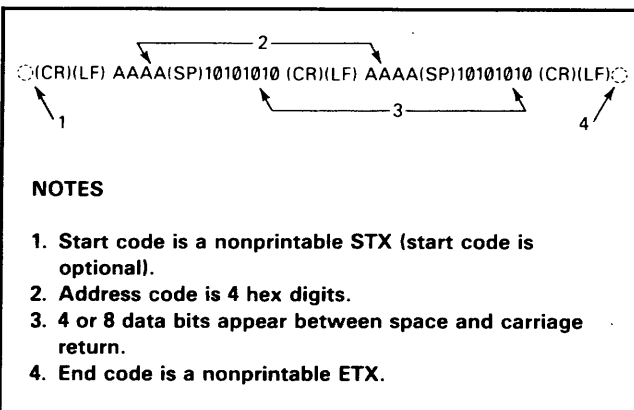 2
◌(CR)(LF) AAAA(SP)10101010 (CR)(LF) AAAA(SP)10101010 (CR)(LF)◌
1 3 4
NOTES
1. Start code is a nonprintable STX (start code is
optional).
2. Address code is 4 hex digits.
3. 4 or 8 data bits appear between space and carriage
return.
4. End code is a nonprintable ETX.